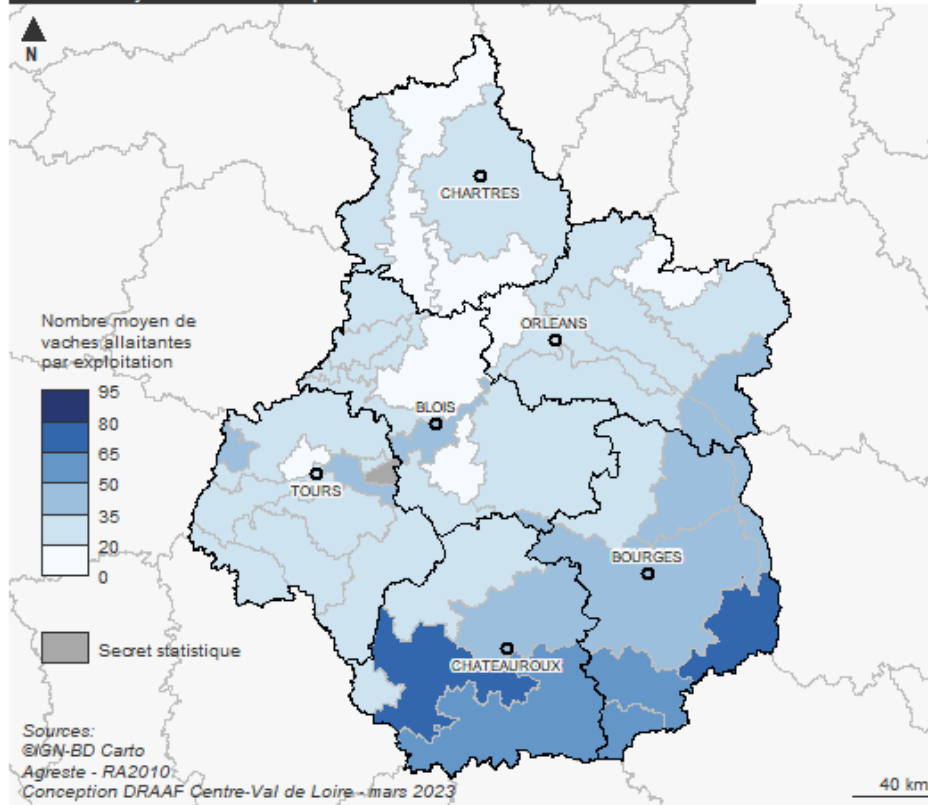 N
CHARTRES
ORLEANS
BLOIS
TOURS
BOURGES
CHATEAUROUX
Nombre moyen de
vaches allaitantes
par exploitation
95
80
65
50
35
20
0
Secret statistique
Sources:
©IGN-BD Carto
Agreste - RA2010
Conception DRAAF Centre-Val de Loire - mars 2023
40 km